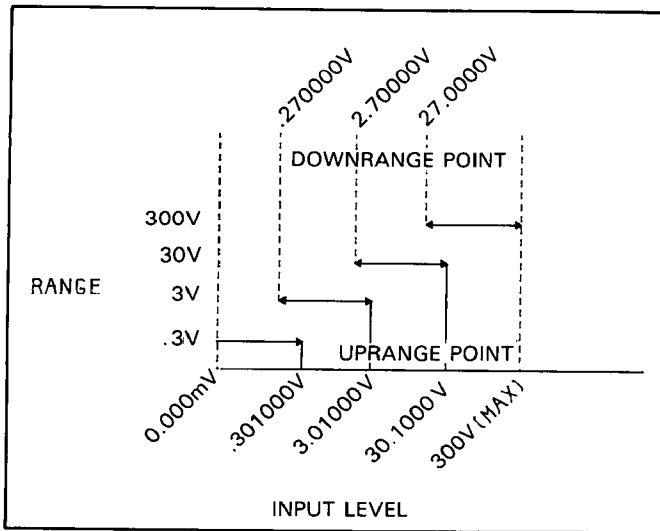 .270000V
2.70000V
27.0000V
DOWNRANGE POINT
300V
30V
RANGE
3V
.3V
UPRANGE POINT
0.000mV
.301000V
3.01000V
30.1000V
300V(MAX)
INPUT LEVEL